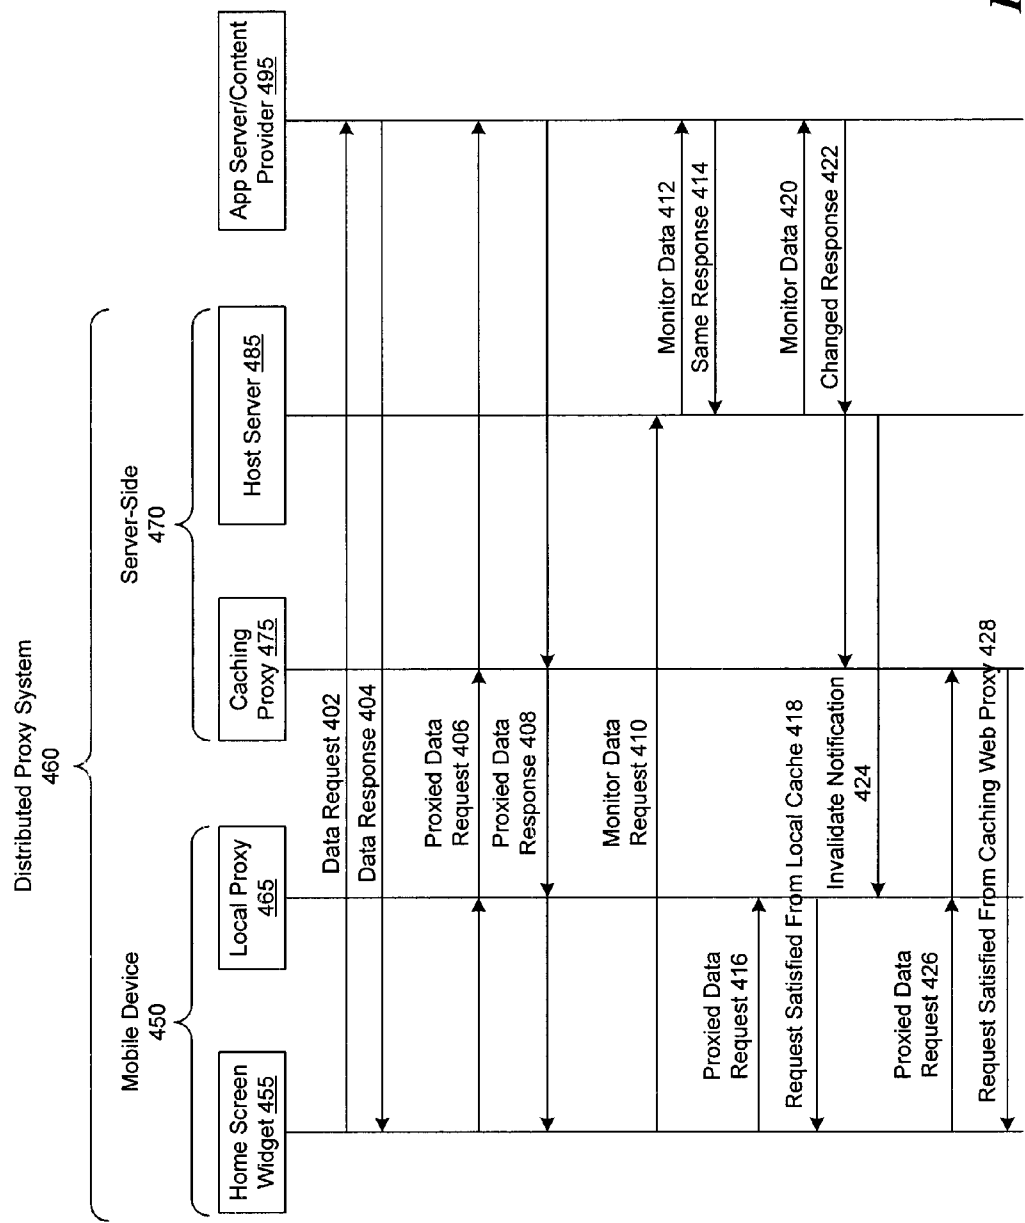 Distributed Proxy System
460
Mobile Device
450
Server-Side
470
Home Screen
Widget 455
Local Proxy
465
Caching
Proxy 475
Host Server 485
App Server/Content
Provider 495
Data Request 402
Data Response 404
Proxied Data
Request 406
Proxied Data
Response 408
Monitor Data
Request 410
Monitor Data 412
Same Response 414
Proxied Data
Request 416
Request Satisfied From Local Cache 418
Monitor Data 420
Changed Response 422
Invalidate Notification
424
Proxied Data
Request 426
Request Satisfied From Caching Web Proxy 428